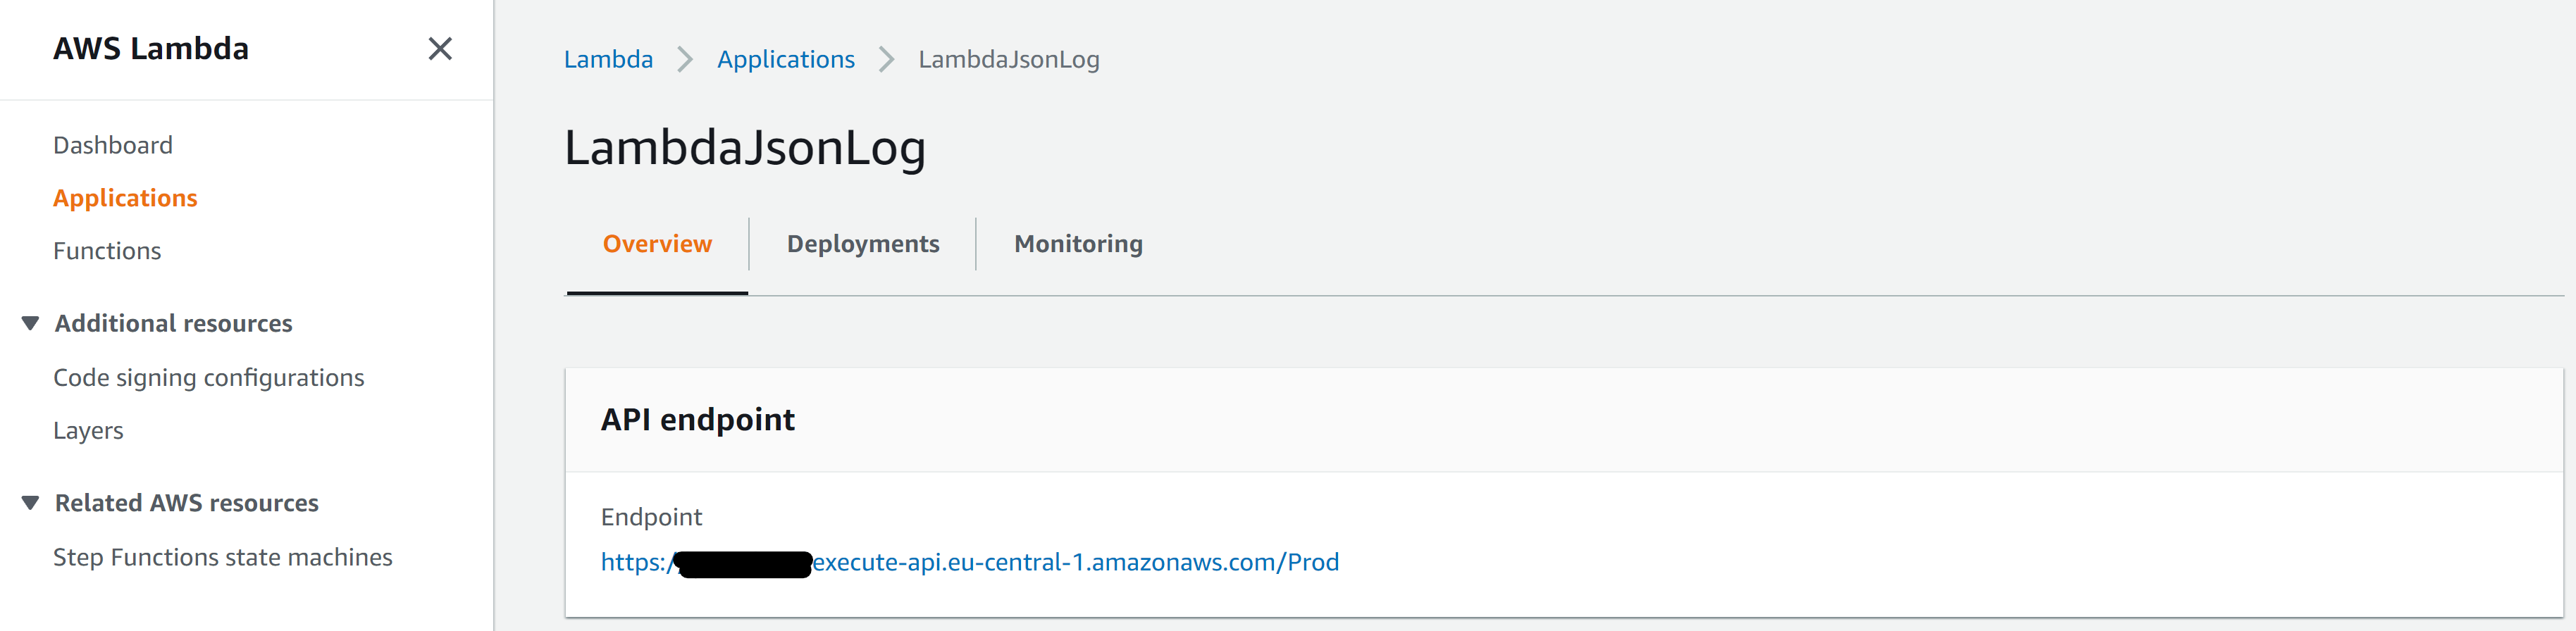 AWS Lambda
Dashboard
Applications
Functions
Additional resources
Code signing configurations
Layers
Related AWS resources
Step Functions state machines
Lambda > Applications > LambdaJsonLog
LambdaJsonLog
Overview Deployments Monitoring
API endpoint
Endpoint
https:/ execute-api.eu-central-1.amazonaws.com/Prod